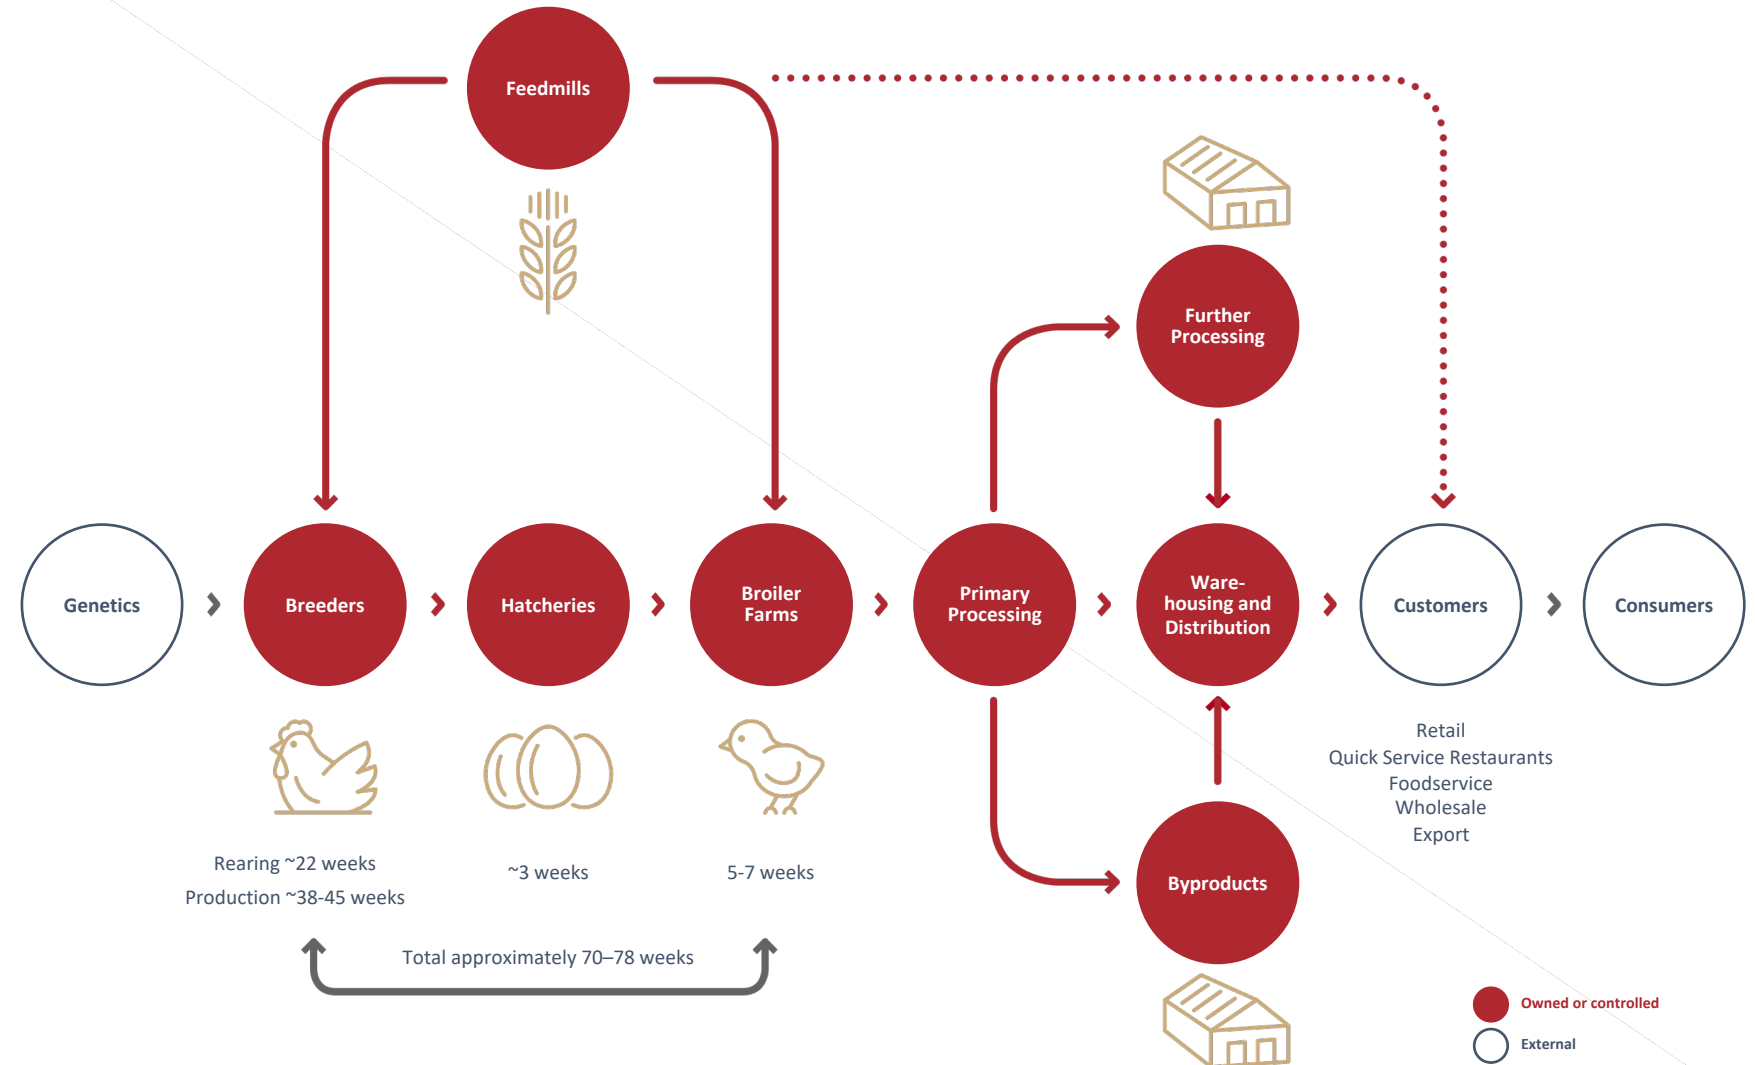 Feedmills
Further
Processing
Genetics
Breeders
Hatcheries
Broiler
Farms
Primary
Processing
Ware-
housing and
Distribution
Customers
Consumers
Retail
Quick Service Restaurants
Foodservice
Wholesale
Export
Rearing ~22 weeks
Production ~38-45 weeks
~3 weeks
5-7 weeks
Byproducts
Total approximately 70–78 weeks
Owned or controlled
External